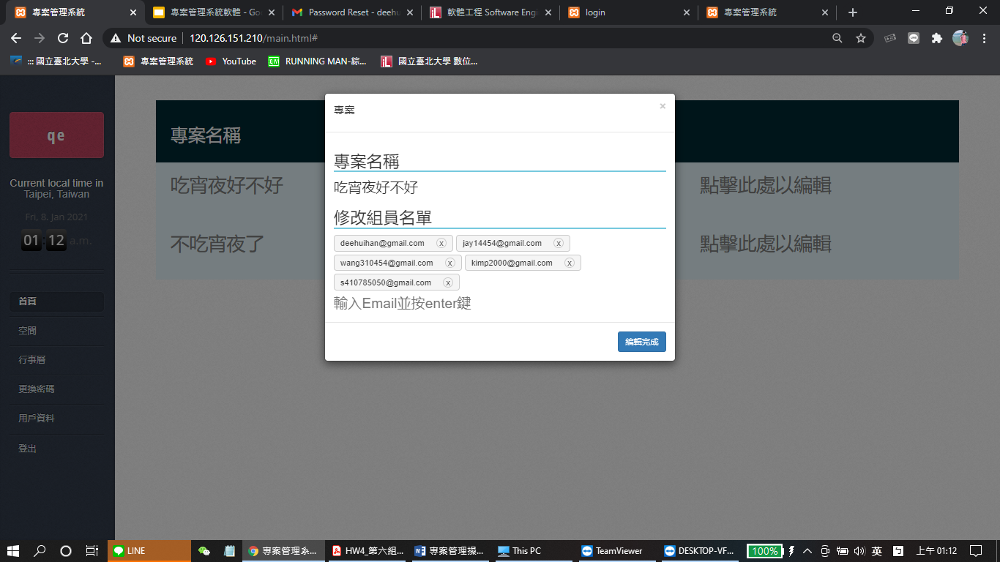 專案管理系統
專案管理系統軟體 - Go
Password Reset - deehu
軟體工程 Software Engi
login
專案管理系統
Not secure
120.126.151.210/main.html#
::: 國立臺北大學 -...
專案管理系統
YouTube
RUNNING MAN-綜...
國立臺北大學 數位...
qe
Current local time in
Taipei, Taiwan
Fri, 8. Jan 2021
01 12 a.m.
首頁
空間
行事曆
更換密碼
用戶資料
登出
專案名稱
吃宵夜好不好
點擊此處以編輯
不吃宵夜了
點擊此處以編輯
專案
×
專案名稱
吃宵夜好不好
修改組員名單
deehuihan@gmail.com x jay14454@gmail.com x
wang310454@gmail.com x kimp2000@gmail.com x
s410785050@gmail.com x
輸入Email並按enter鍵
編輯完成
LINE
專案管理系...
HW4_第六組...
專案管理操...
This PC
TeamViewer
DESKTOP-VF...
100%
英
上午 01:12